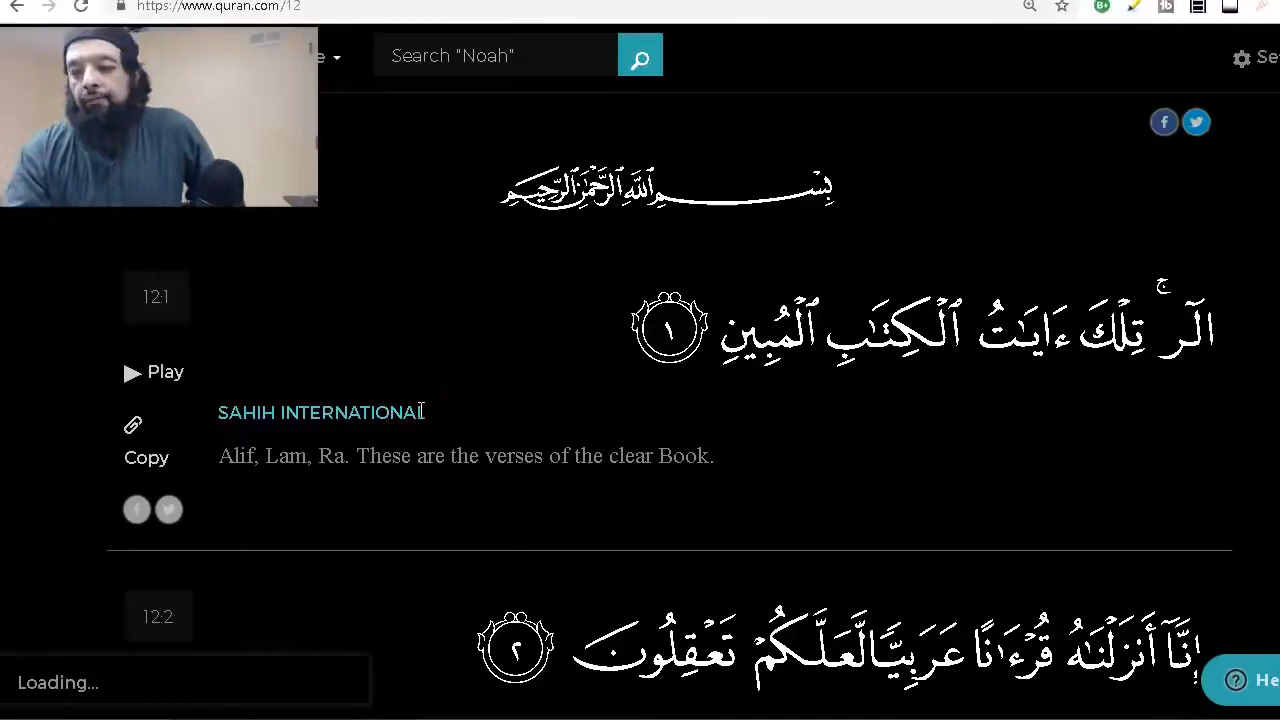 https://www.quran.com/12
Search "Noah"
بِسْمِ ٱللَّهِ ٱلرَّحْمَٰنِ ٱلرَّحِيمِ
12:1
الٓر ۚ تِلْكَ ءَايَٰتُ ٱلْكِتَٰبِ ٱلْمُبِينِ ١
Play
SAHIH INTERNATIONAL
Copy
Alif, Lam, Ra. These are the verses of the clear Book.
12:2
إِنَّآ أَنزَلْنَٰهُ قُرْءَٰنًا عَرَبِيًّا لَّعَلَّكُمْ تَعْقِلُونَ ٢
Loading...